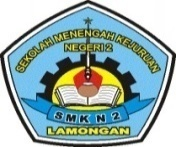 SEKOLAH MENENGAH KEJURUAN
NEGERI 2
SMK N 2
LAMONGAN